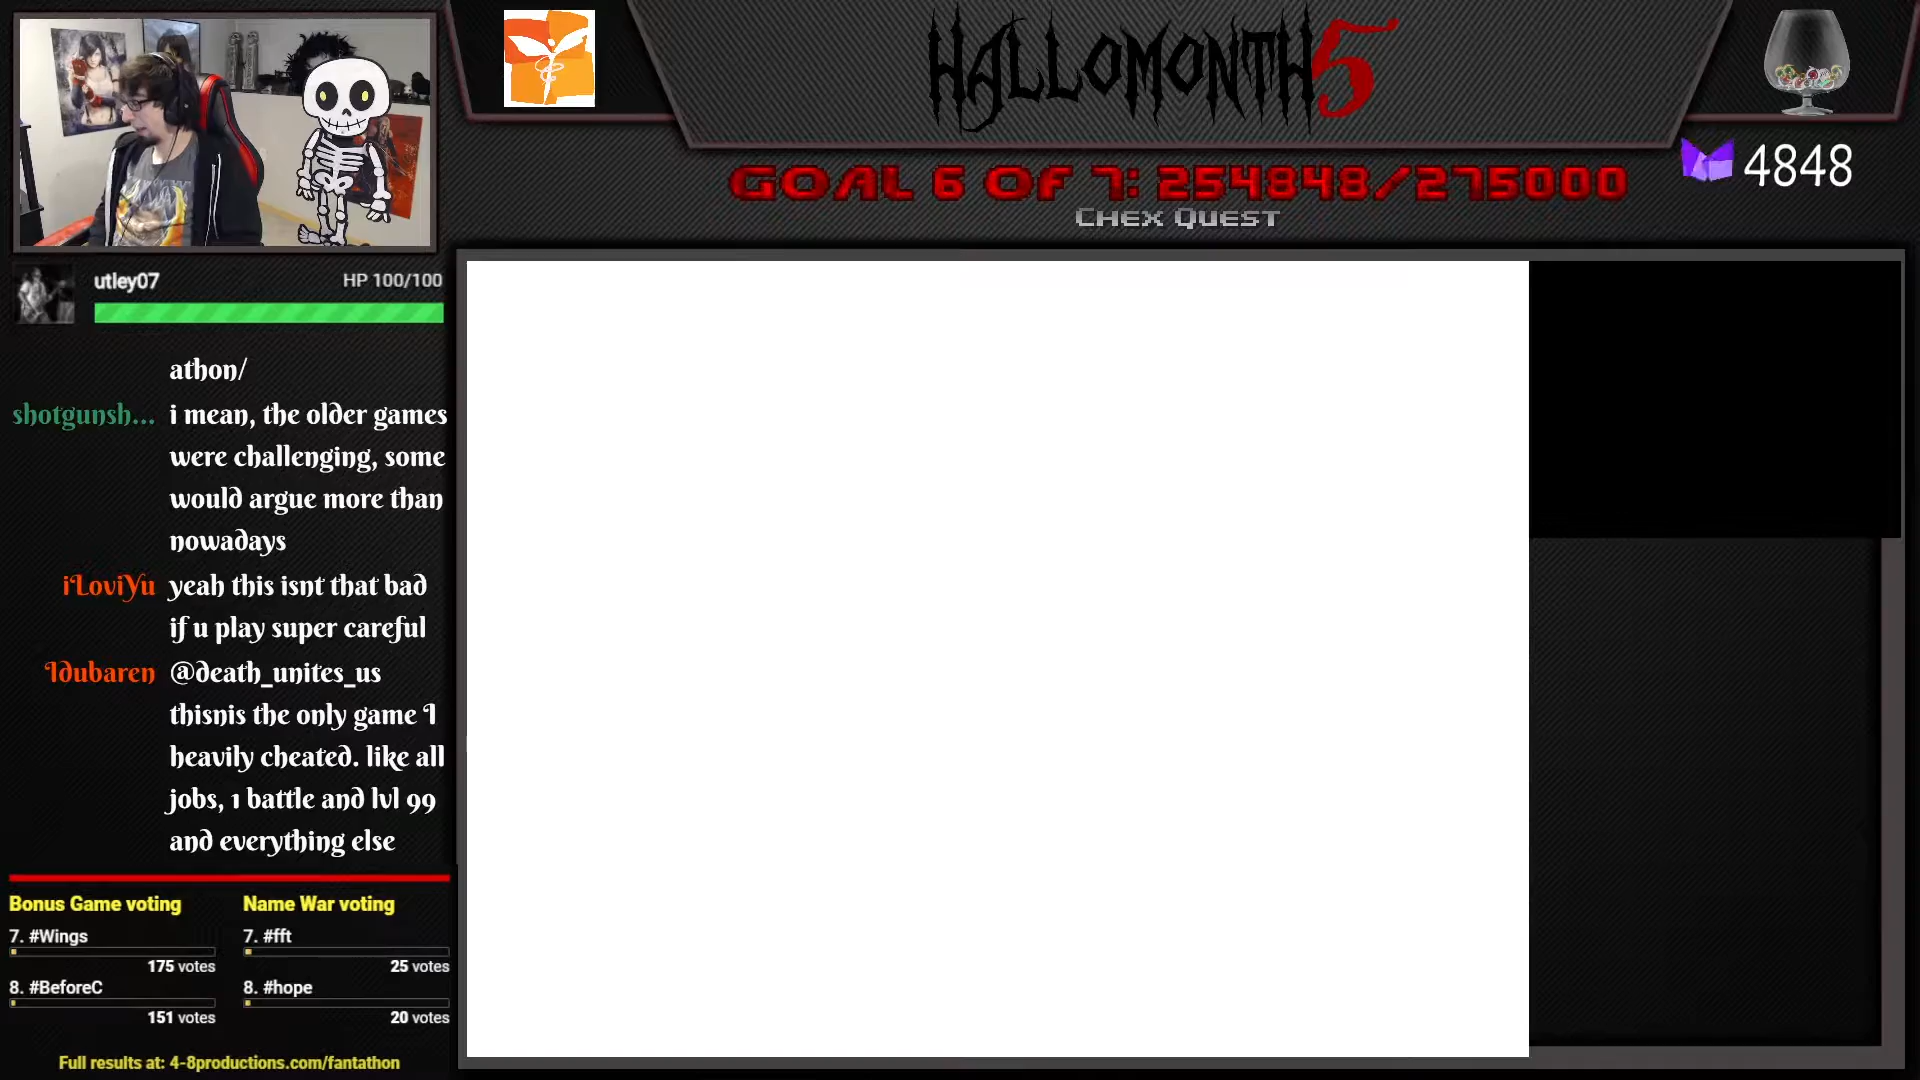 HALLOMONTH5
4848
GOAL 6 OF 7: 254848/275000
CHEX QUEST
utley07 HP 100/100
athon/
shotgunsh... i mean, the older games
were challenging, some
would argue more than
nowadays
iLoviYu yeah this isnt that bad
if u play super careful
Idubaren @death_unites_us
thisnis the only game I
heavily cheated. like all
jobs, 1 battle and lvl 99
and everything else
Bonus Game voting
7. #Wings
175 votes
8. #BeforeC
151 votes
Name War voting
7. #fft
25 votes
8. #hope
20 votes
Full results at: 4-8productions.com/fantathon